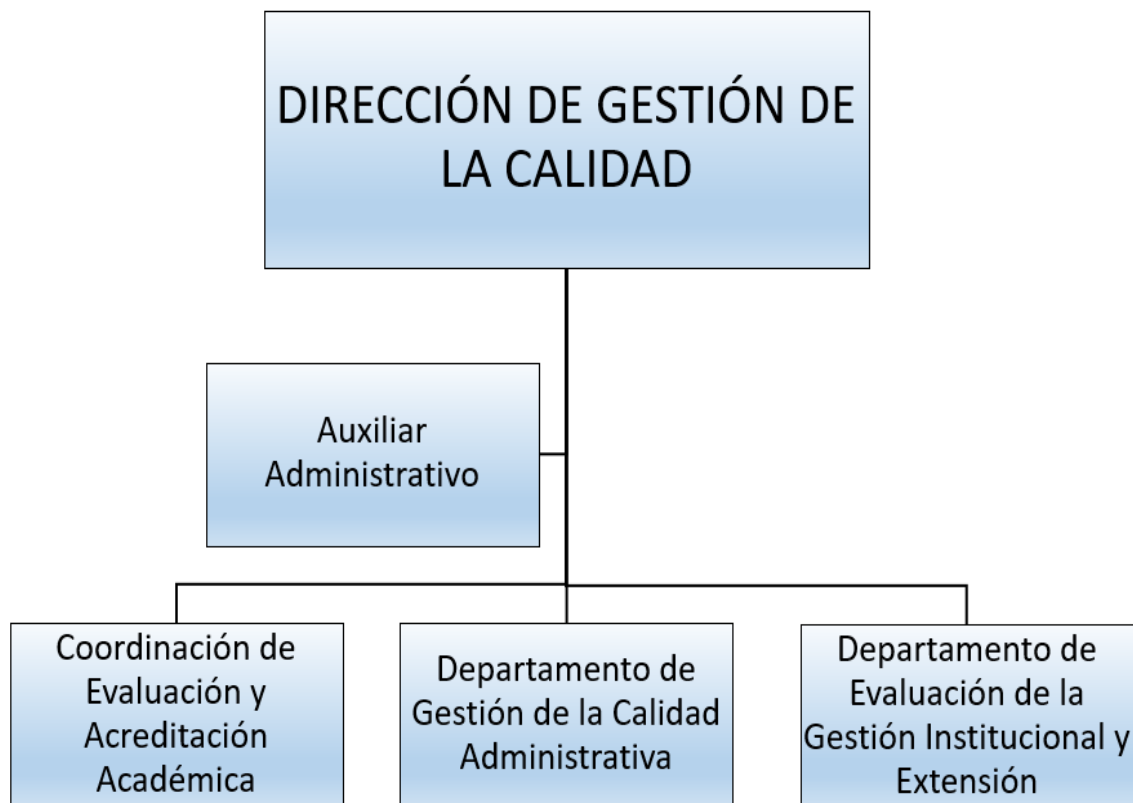 DIRECCIÓN DE GESTIÓN DE
LA CALIDAD
Auxiliar
Administrativo
Coordinación de
Evaluación y
Acreditación
Académica
Departamento de
Gestión de la Calidad
Administrativa
Departamento de
Evaluación de la
Gestión Institucional y
Extensión